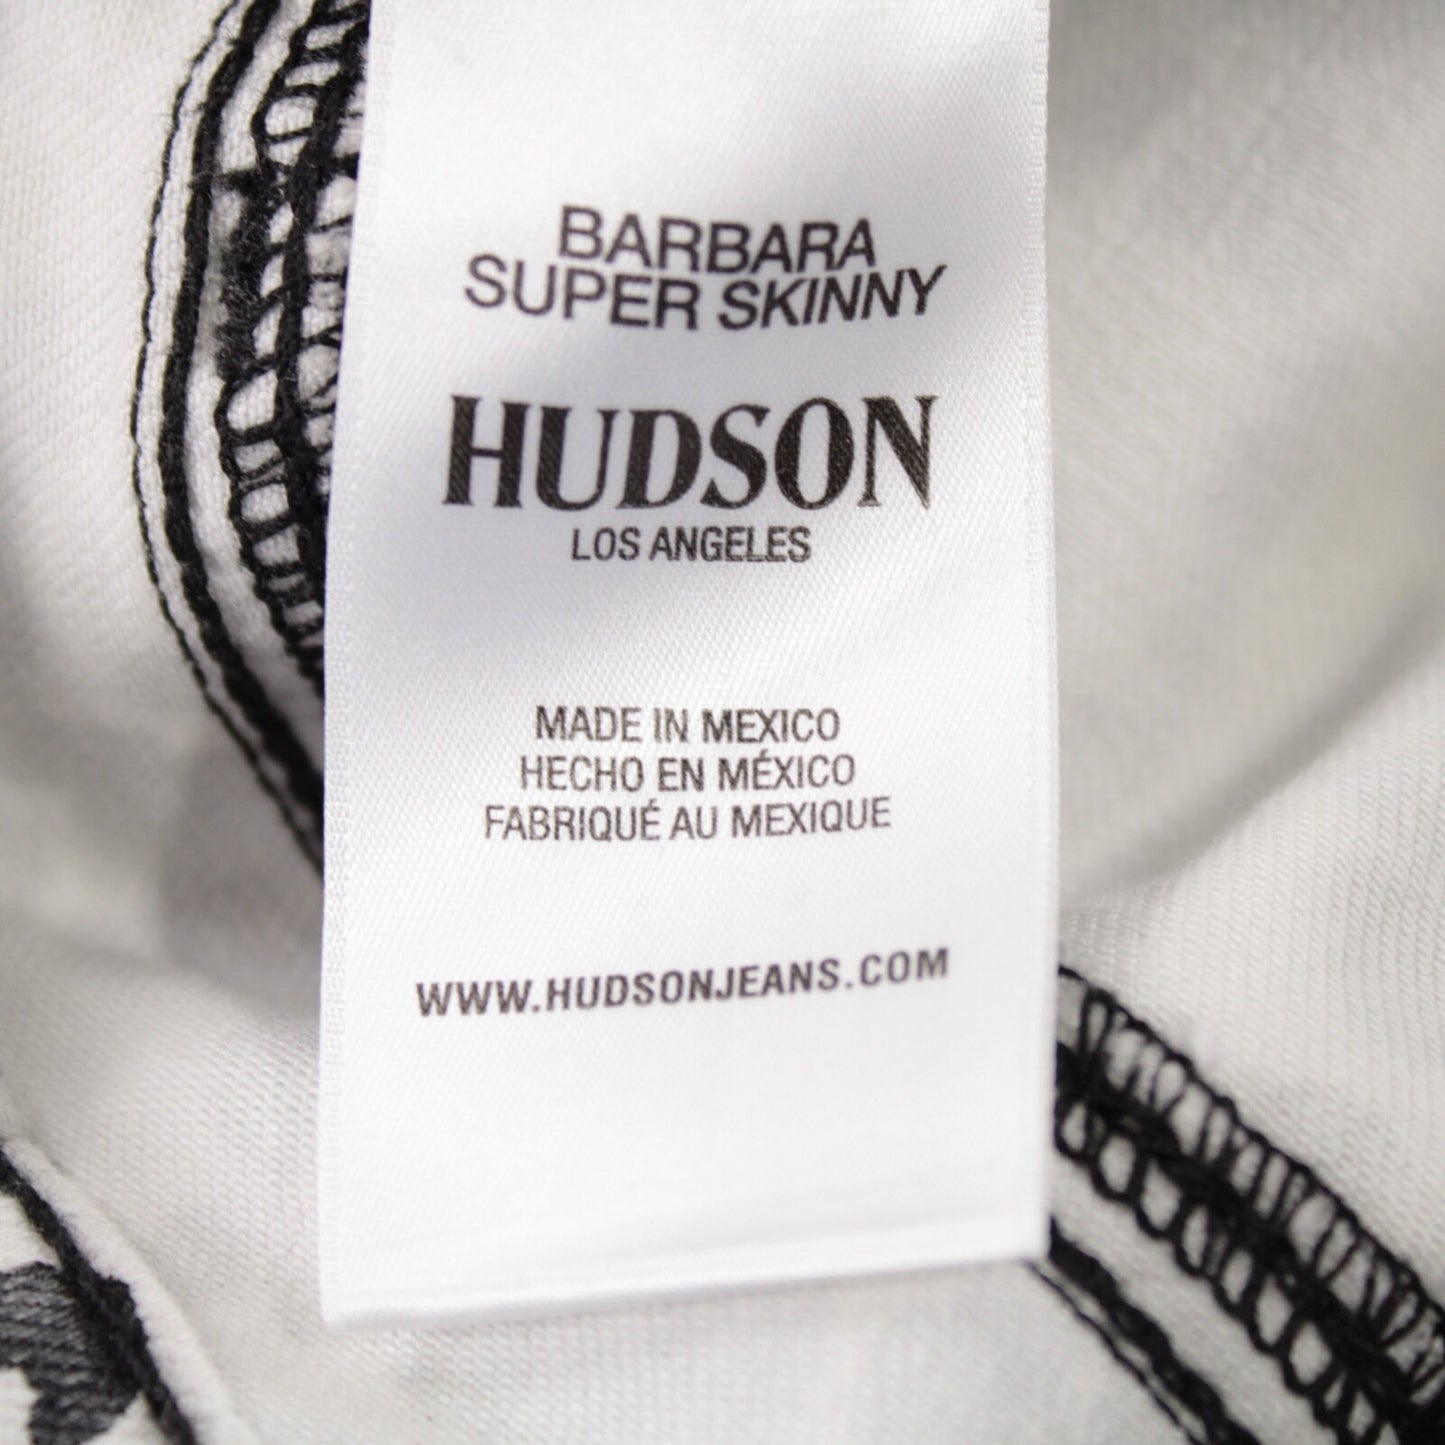 BARBARA
SUPER SKINNY
HUDSON
LOS ANGELES
MADE IN MEXICO
HECHO EN MÉXICO
FABRIQUÉ AU MEXIQUE
WWW.HUDSONJEANS.COM